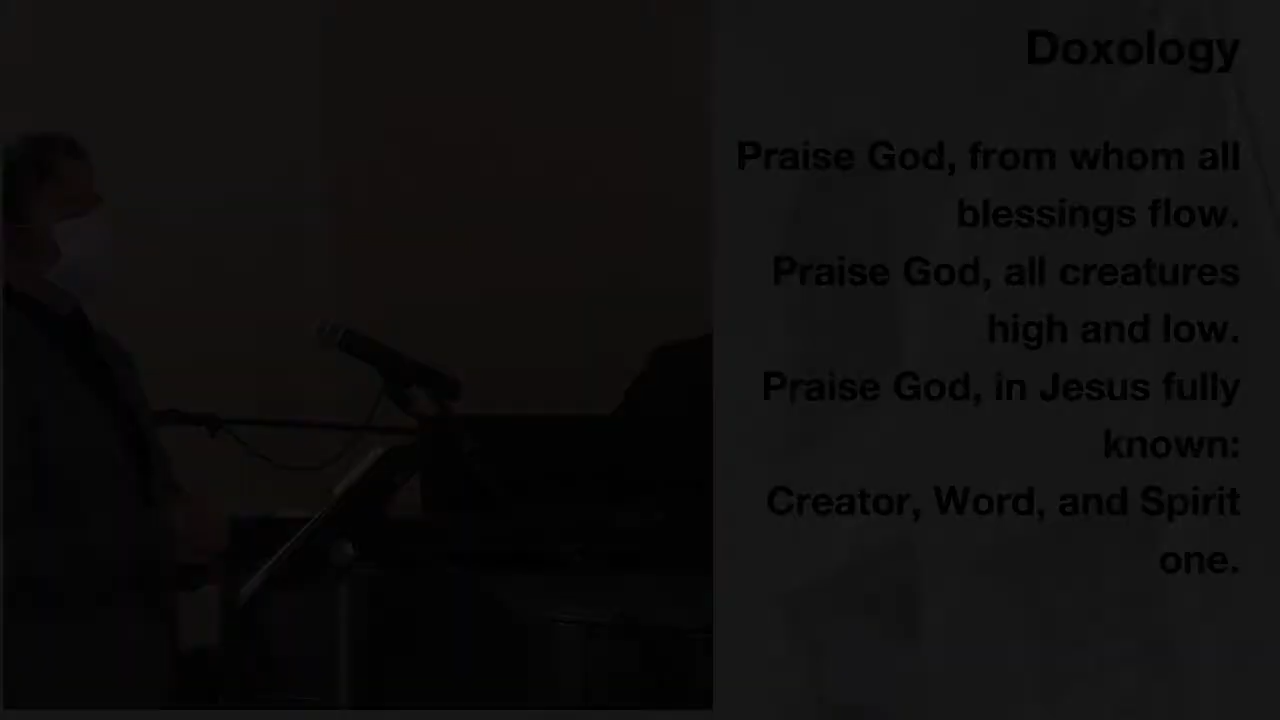 Doxology
Praise God, from whom all
blessings flow.
Praise God, all creatures
high and low.
Praise God, in Jesus fully
known:
Creator, Word, and Spirit
one.